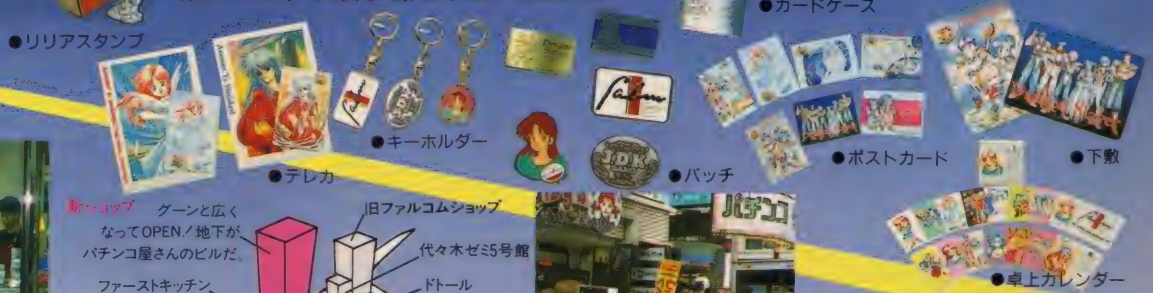 ●カードケース
●リリアスタンプ
●キーホルダー
JDK
●バッチ
●ポストカード
●下敷
●テレカ
新ショップ グーンと広く
なってOPEN!地下が
パチンコ屋さんのビルだ。
旧ファルコムショップ
代々木ゼミ5号館
ドトール
ファーストキッチン
パチンコ
●卓上カレンダー